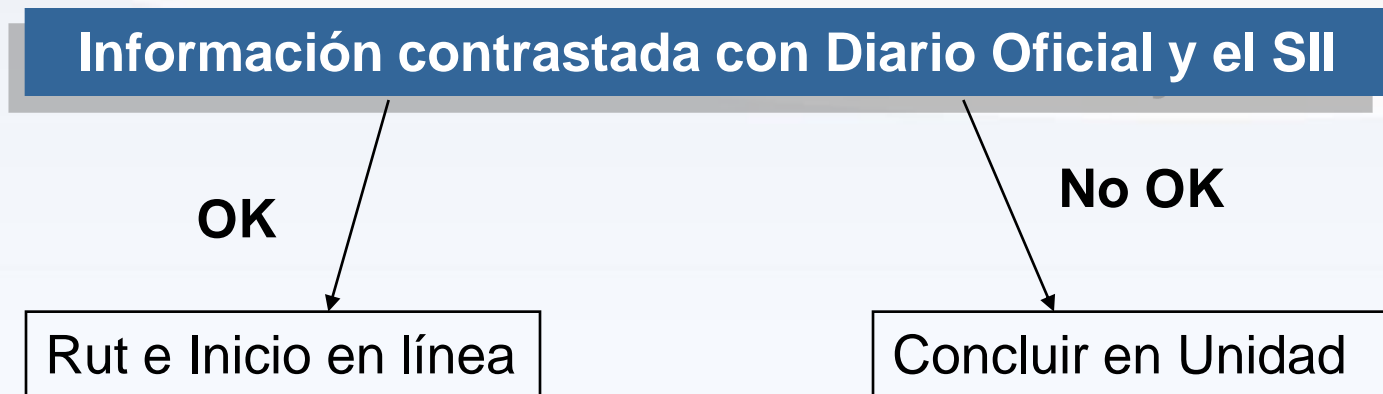 Información contrastada con Diario Oficial y el SII
OK
No OK
Rut e Inicio en línea
Concluir en Unidad